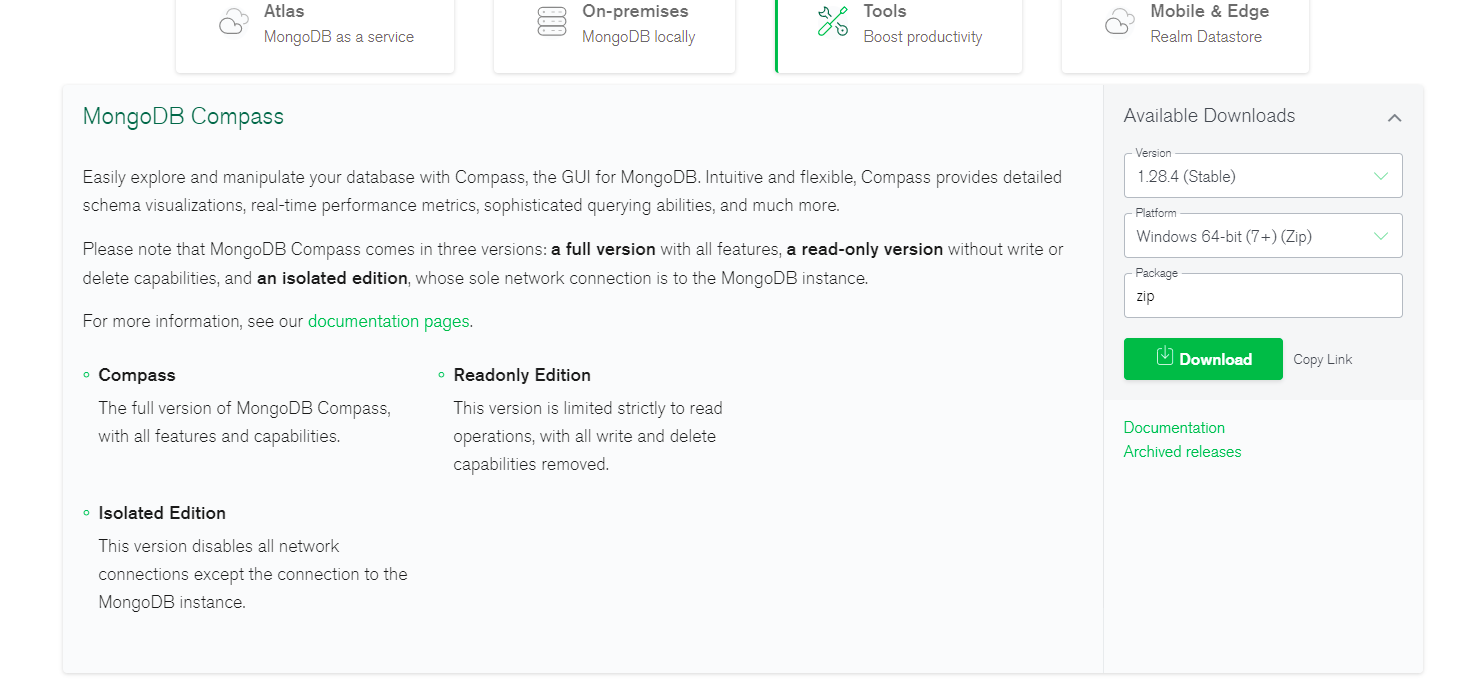 Atlas
MongoDB as a service
On-premises
MongoDB locally
Tools
Boost productivity
Mobile & Edge
Realm Datastore
MongoDB Compass
Easily explore and manipulate your database with Compass, the GUI for MongoDB. Intuitive and flexible, Compass provides detailed
schema visualizations, real-time performance metrics, sophisticated querying abilities, and much more.
Please note that MongoDB Compass comes in three versions: a full version with all features, a read-only version without write or
delete capabilities, and an isolated edition, whose sole network connection is to the MongoDB instance.
For more information, see our documentation pages.
Compass
The full version of MongoDB Compass,
with all features and capabilities.
Readonly Edition
This version is limited strictly to read
operations, with all write and delete
capabilities removed.
Isolated Edition
This version disables all network
connections except the connection to the
MongoDB instance.
Available Downloads
Version
1.28.4 (Stable)
Platform
Windows 64-bit (7+) (Zip)
Package
zip
Download
Copy Link
Documentation
Archived releases